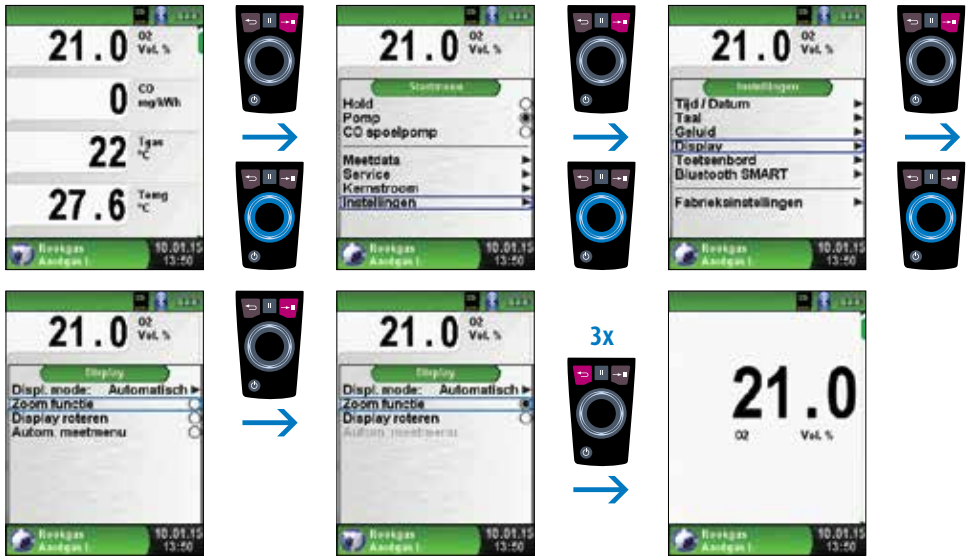 21.0 O2 Vol. %
0 CO mg/kWh
22 Tgas °C
27.6 Tamg °C
Rookgas 10.01.15
Aardgas L 13:50
21.0 O2 Vol. %
Startmenu
Hold
Pomp
CO spoelpomp
Meetdata
Service
Kernstroom
Instellingen
Rookgas 10.01.15
Aardgas L 13:50
21.0 O2 Vol. %
Instellingen
Tijd / Datum
Taal
Geluid
Display
Toetsenbord
Bluetooth SMART
Fabrieksinstellingen
Rookgas 10.01.15
Aardgas L 13:50
21.0 O2 Vol. %
Display
Displ. mode: Automatisch
Zoom functie
Display roteren
Autom. meetmenu
Rookgas 10.01.15
Aardgas L 13:50
21.0 O2 Vol. %
Display
Displ. mode: Automatisch
Zoom functie
Display roteren
Autom. meetmenu
Rookgas 10.01.15
Aardgas L 13:50
3x
21.0
O2 Vol. %
Rookgas 10.01.15
Aardgas L 13:50